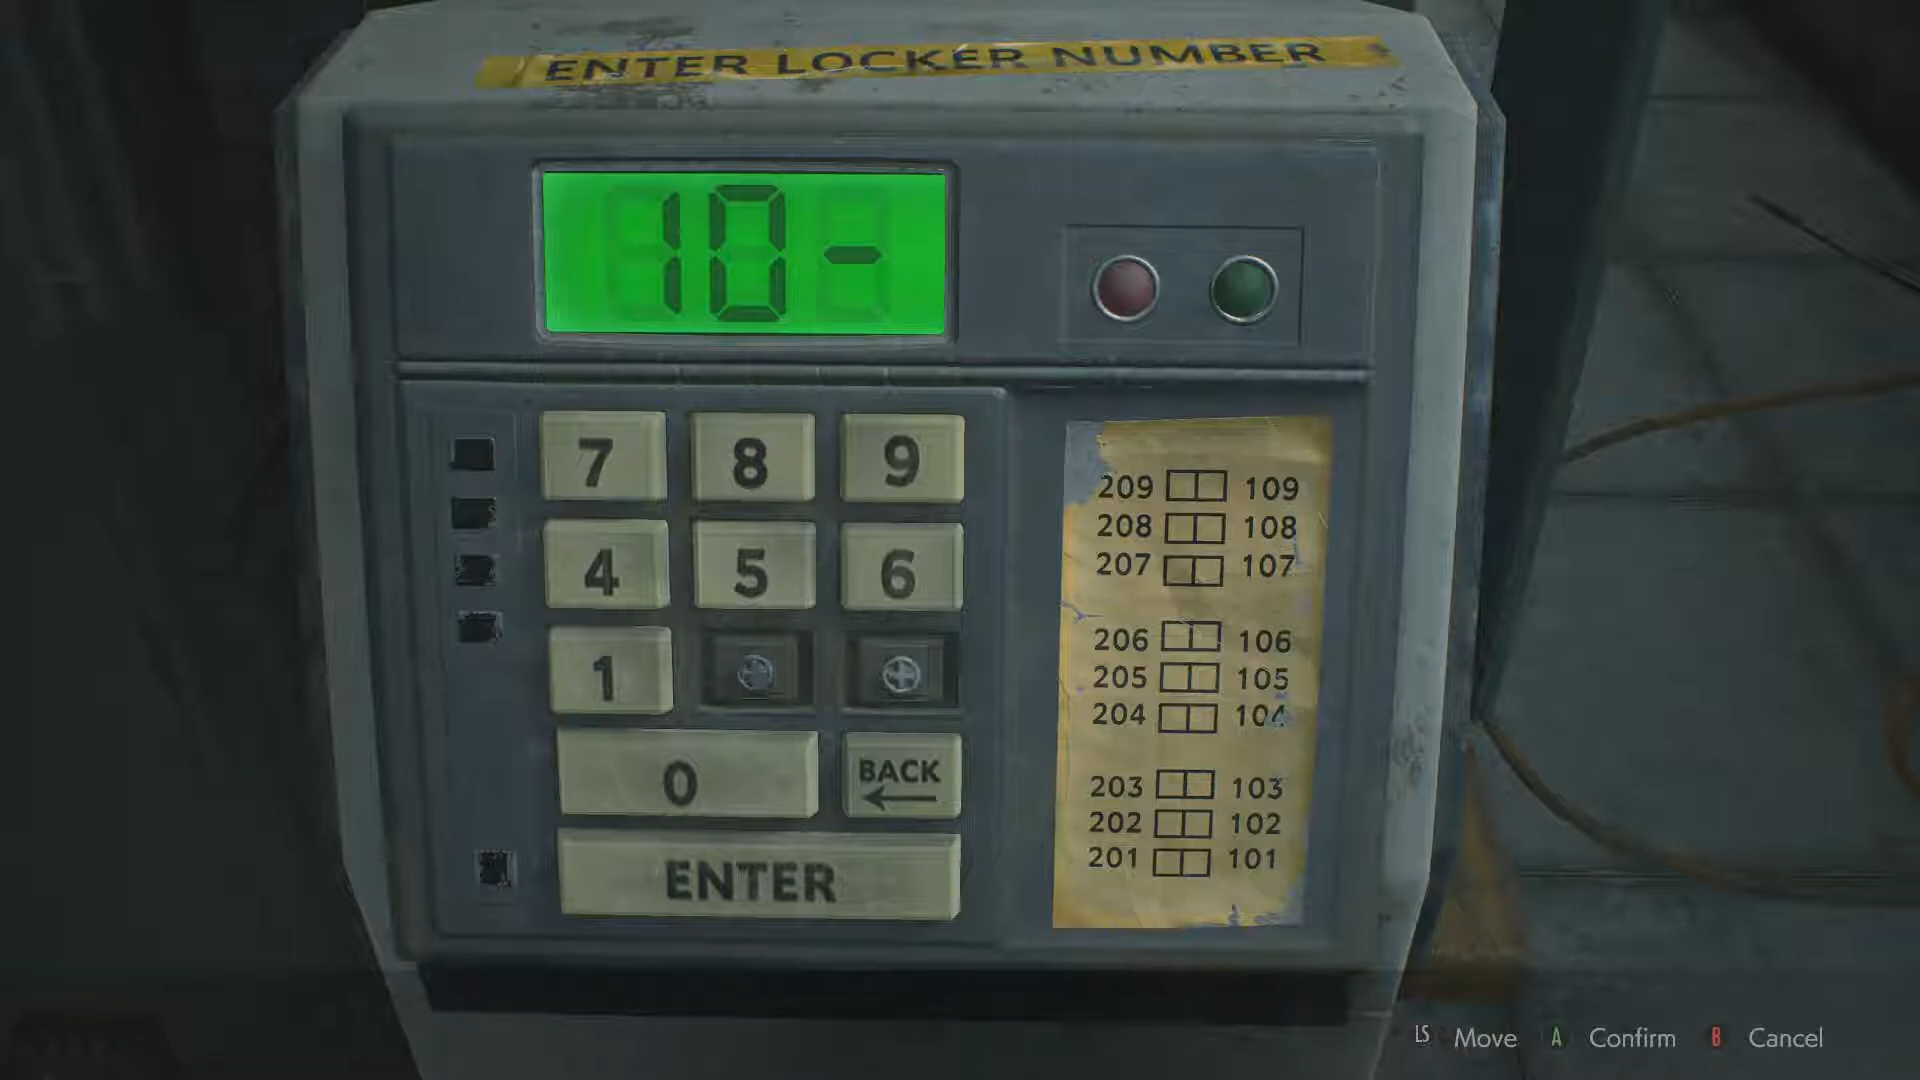 ENTER LOCKER NUMBER
10-
7 8 9
4 5 6
1
0 BACK
ENTER
209 109
208 108
207 107
206 106
205 105
204 104
203 103
202 102
201 101
LS Move A Confirm B Cancel